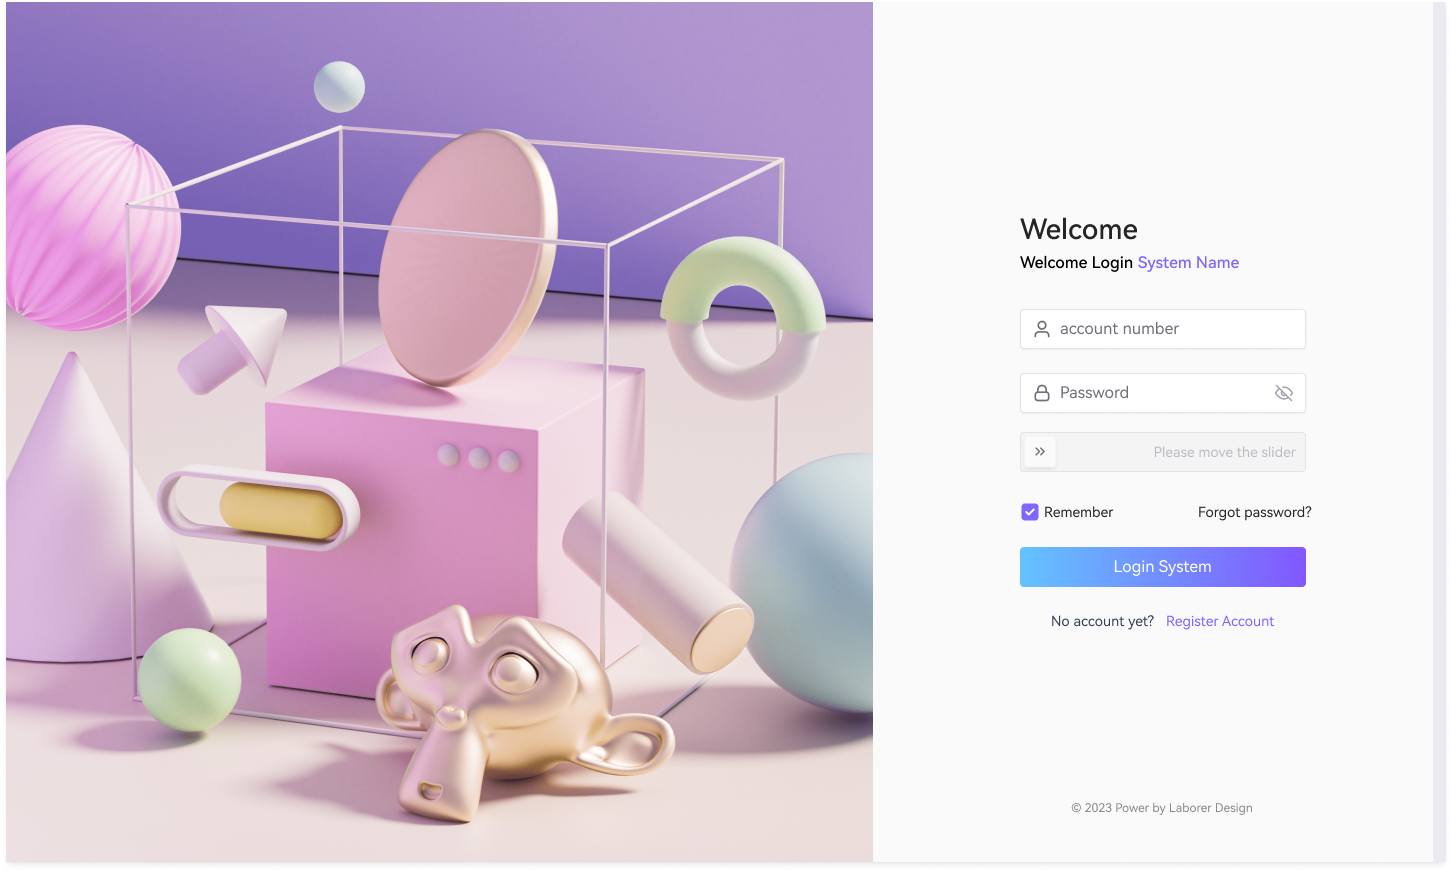 Welcome
Welcome Login System Name
account number
Password
Please move the slider
Remember
Forgot password?
Login System
No account yet? Register Account
© 2023 Power by Laborer Design